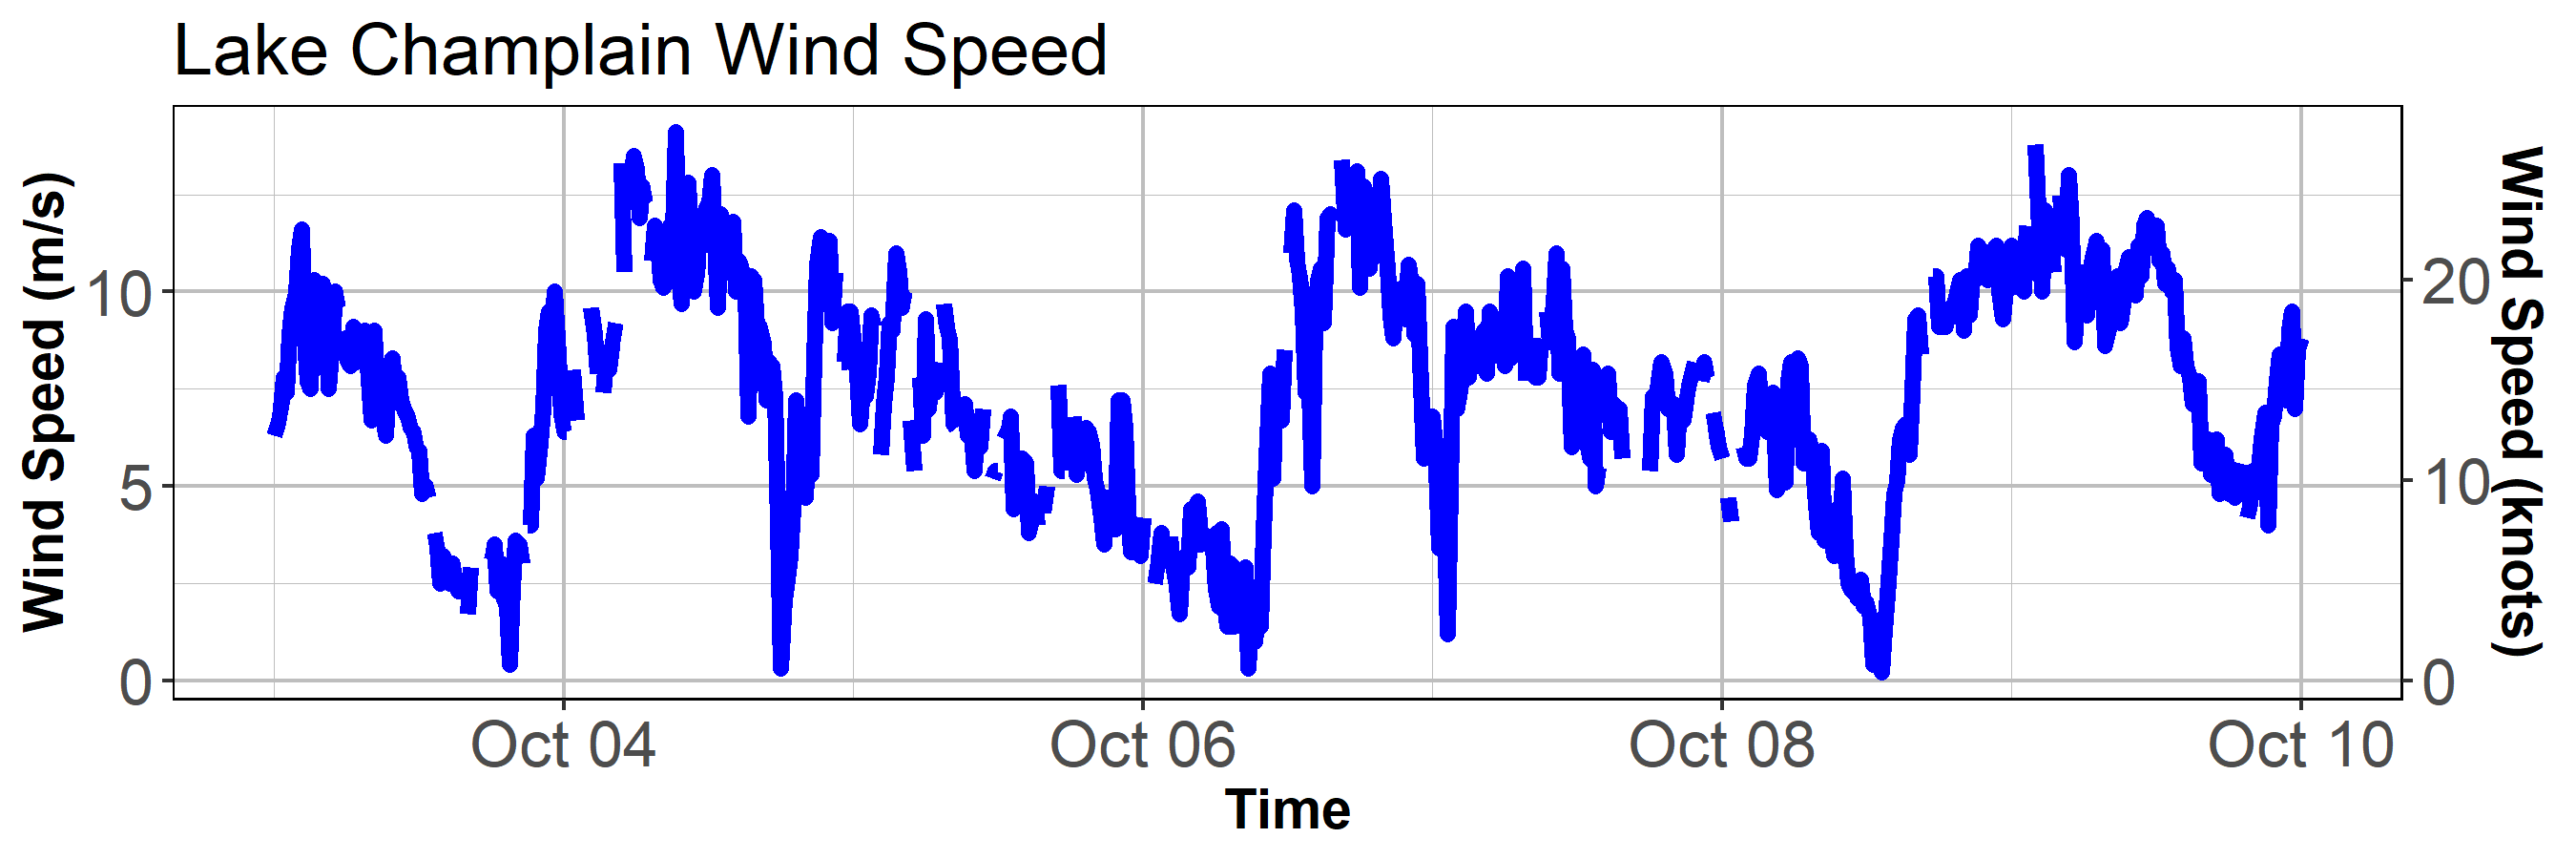 Lake Champlain Wind Speed
Wind Speed (m/s)
10
5
0
20
10
0
Wind Speed (knots)
Oct 04
Oct 06
Oct 08
Oct 10
Time